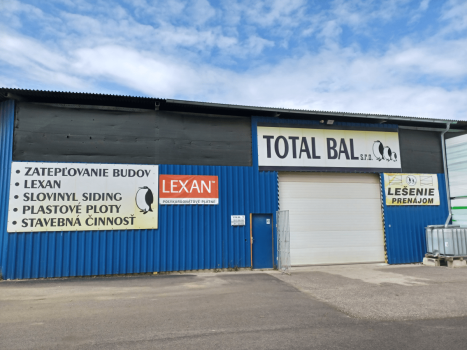 TOTAL BAL s.r.o.
• ZATEPĽOVANIE BUDOV
• LEXAN
• SLOVINYL SIDING
• PLASTOVÉ PLOTY
• STAVEBNÁ ČINNOSŤ
LEXAN
LEŠENIE
PRENÁJOM